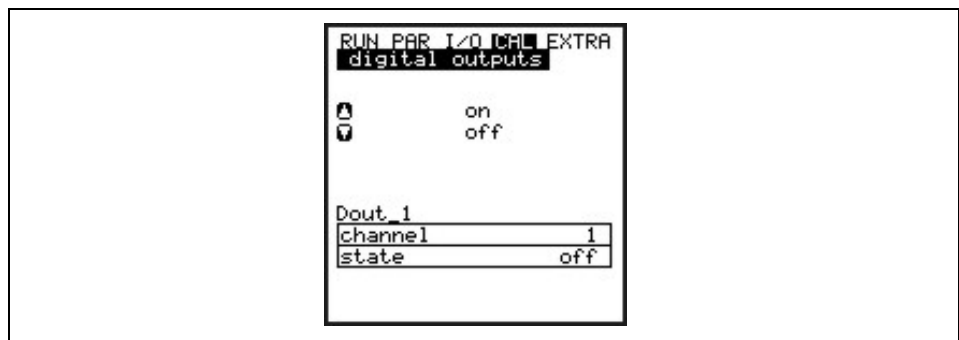 RUN PAR I/O CAL EXTRA
digital outputs
on
off
Dout_1
channel 1
state off